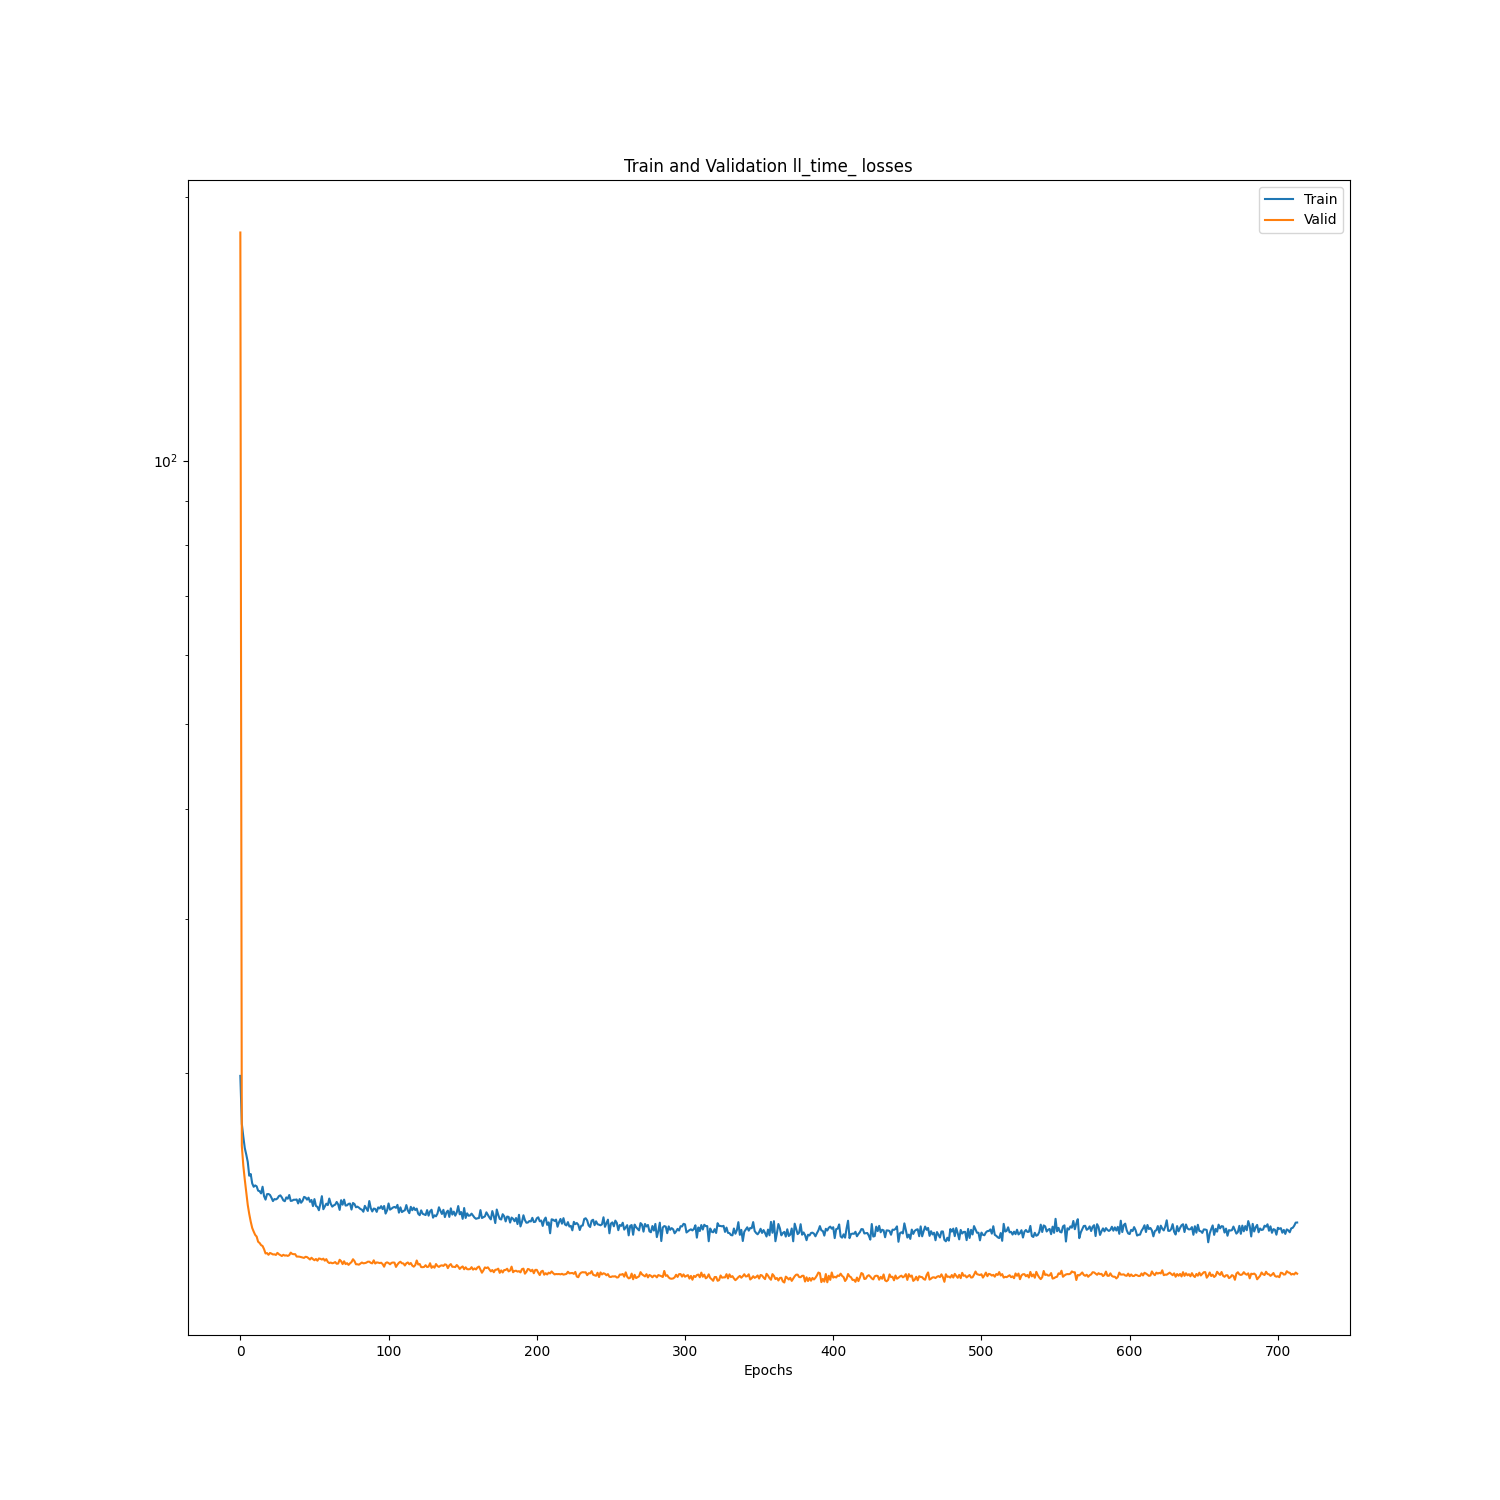 Train and Validation ll_time_ losses
Train
Valid
10²
0 100 200 300 400 500 600 700
Epochs